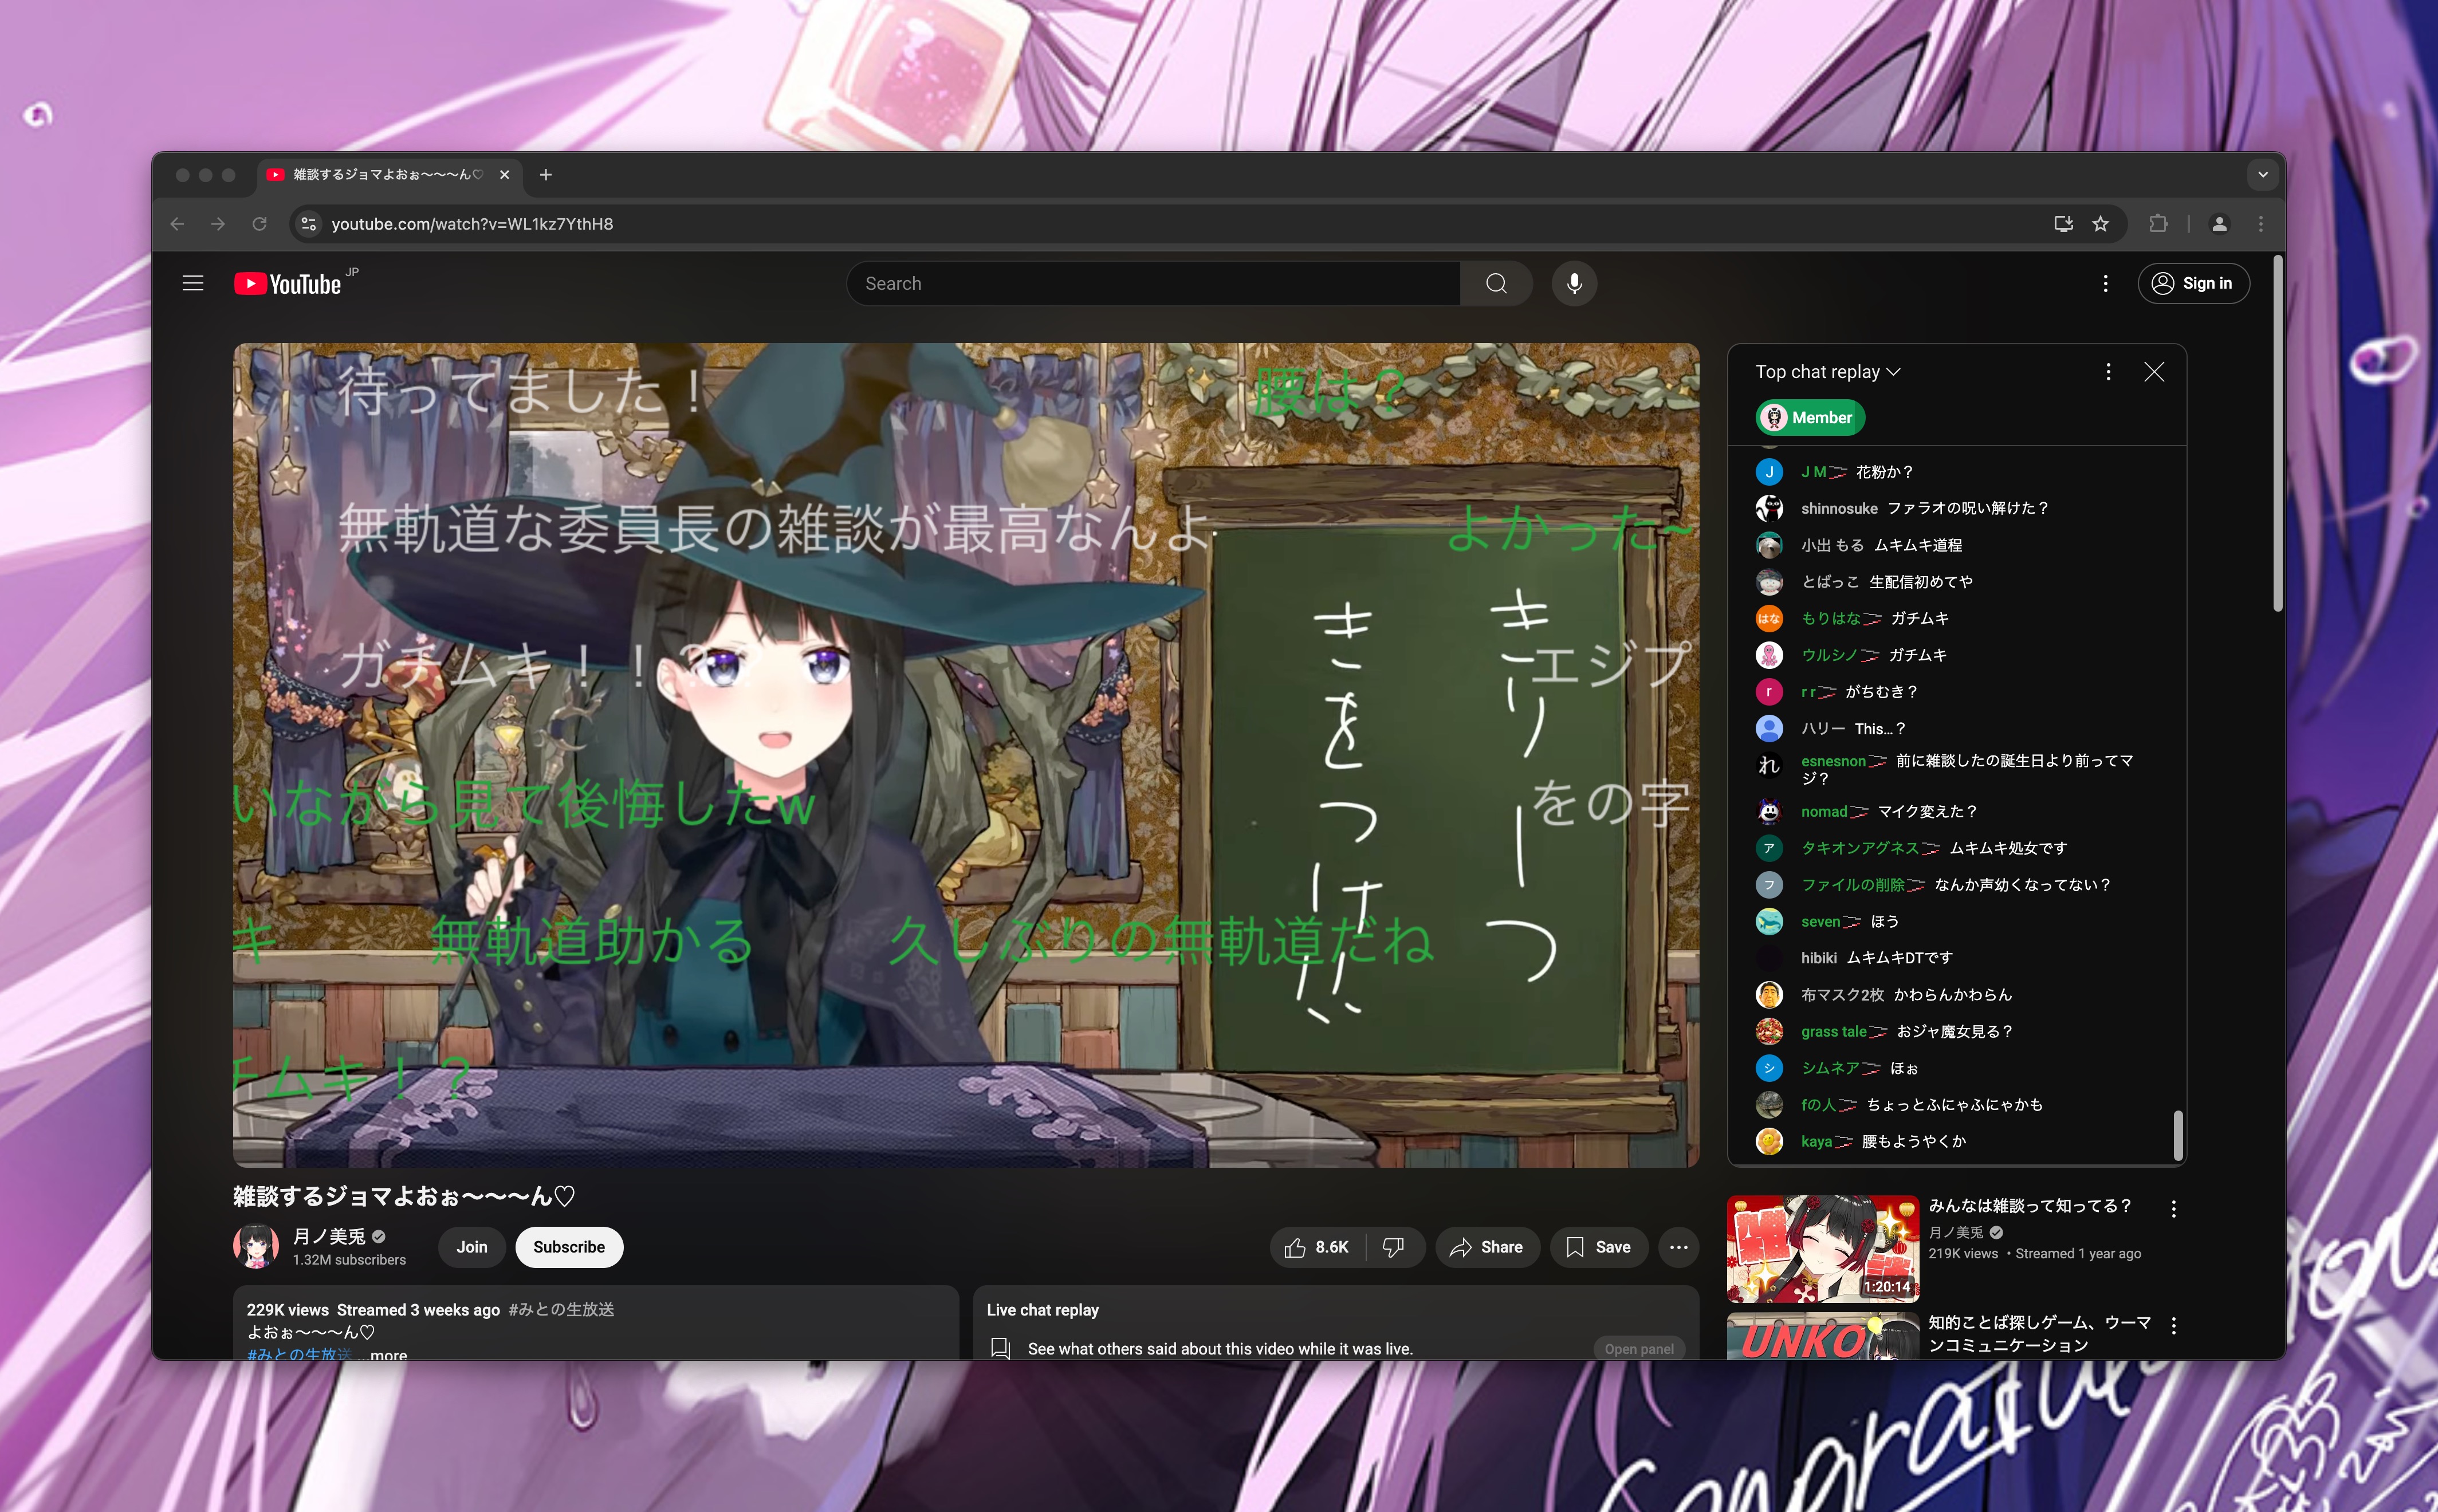 雑談するジョマよおぉ〜〜〜ん♡
youtube.com/watch?v=WL1kz7YthH8
YouTube JP
Search
Sign in
待ってました！
腰は？
無軌道な委員長の雑談が最高なんよ
よかった~
ガチムキ！！？？
エジプ
いながら見て後悔したw
をの字
キ
無軌道助かる
久しぶりの無軌道だね
チムキ！？
きりーつ
きをつけ!!
Top chat replay
Member
J M 花粉か？
shinnosuke ファラオの呪い解けた？
小出 もる ムキムキ道程
とばっこ 生配信初めてや
もりはな ガチムキ
ウルシノ ガチムキ
r r がちむき？
ハリー This…？
esnesnon 前に雑談したの誕生日より前ってマ
ジ？
nomad マイク変えた？
タキオンアグネス ムキムキ処女です
ファイルの削除 なんか声幼くなってない？
seven ほう
hibiki ムキムキDTです
布マスク2枚 かわらんかわらん
grass tale おジャ魔女見る？
シムネア ほぉ
fの人 ちょっとふにゃふにゃかも
kaya 腰もようやくか
雑談するジョマよおぉ〜〜〜ん♡
月ノ美兎
1.32M subscribers
Join
Subscribe
8.6K
Share
Save
229K views Streamed 3 weeks ago #みとの生放送
よおぉ〜〜〜ん♡
#みとの生放送 ...more
Live chat replay
See what others said about this video while it was live.
Open panel
1:20:14
みんなは雑談って知ってる？
月ノ美兎
219K views • Streamed 1 year ago
UNKO
知的ことば探しゲーム、ウーマ
ンコミュニケーション